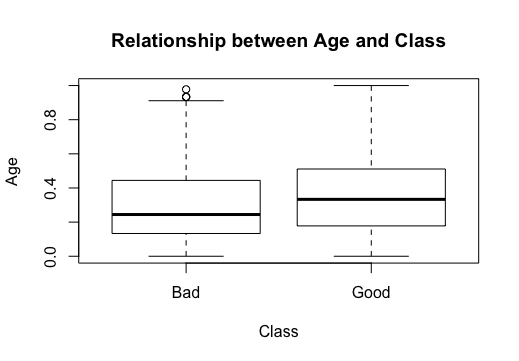 Relationship between Age and Class
Age
0.8
0.4
0.0
Bad
Good
Class